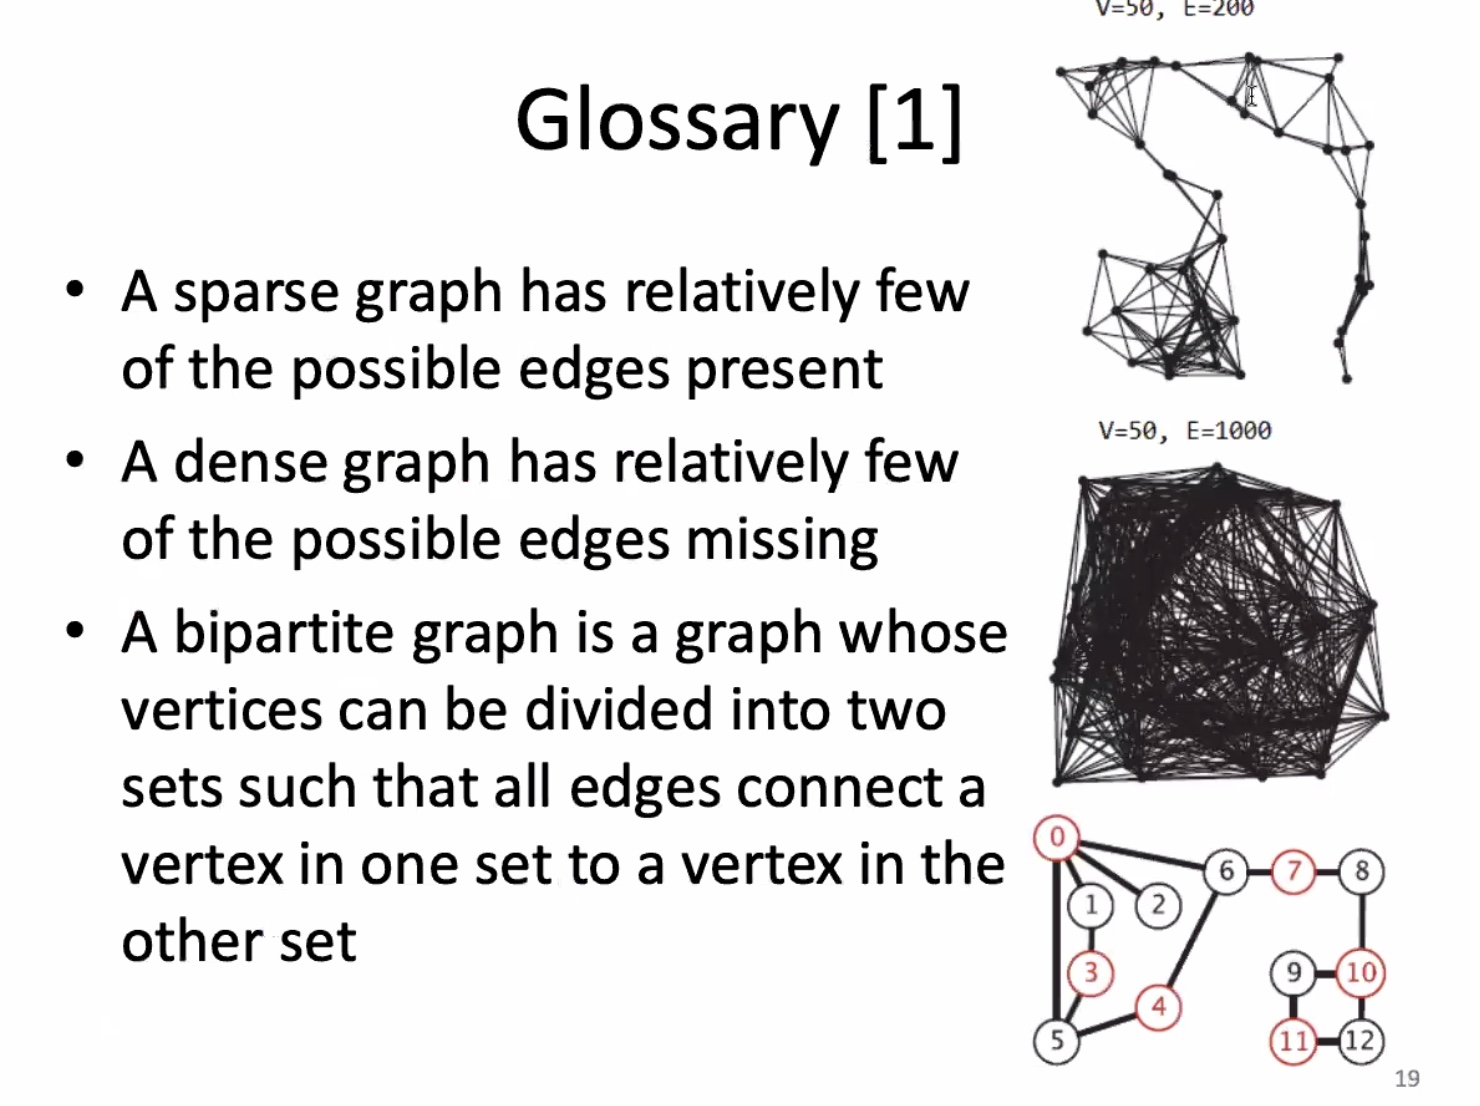 V=50, E=200
Glossary [1]
• A sparse graph has relatively few
of the possible edges present
• A dense graph has relatively few
of the possible edges missing
• A bipartite graph is a graph whose
vertices can be divided into two
sets such that all edges connect a
vertex in one set to a vertex in the
other set
V=50, E=1000
0
6 7 8
1 2
3
9 10
4
5
11 12
19